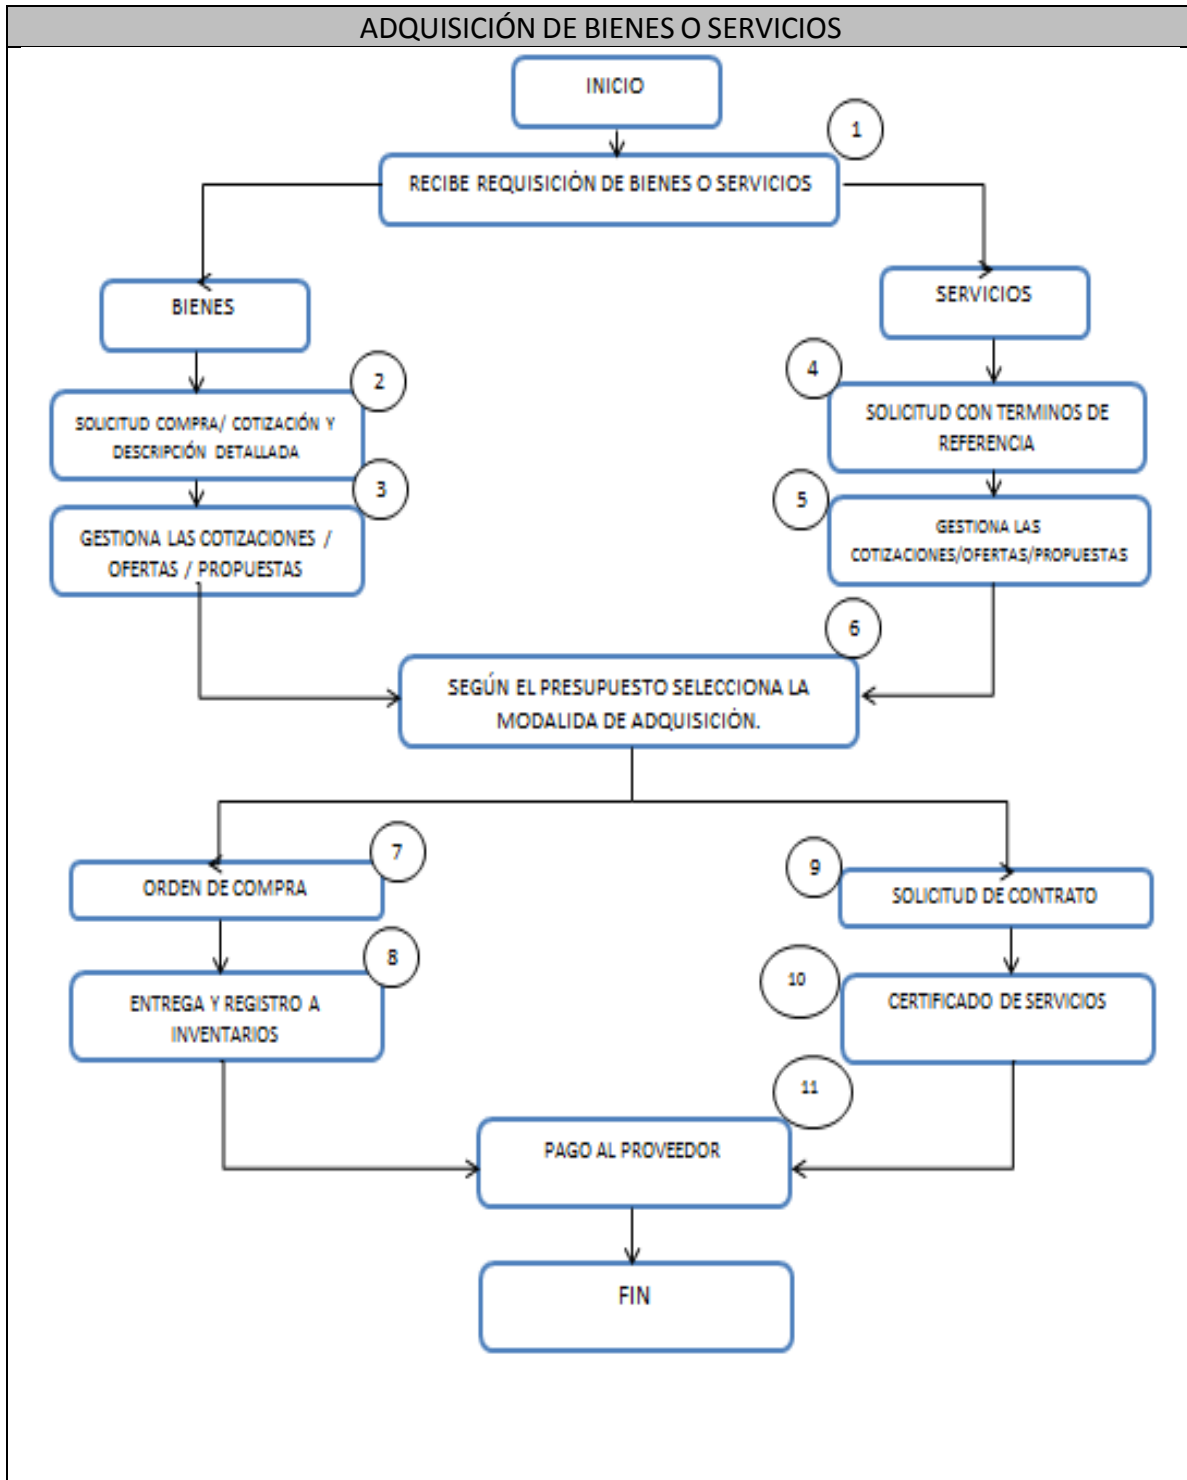 ADQUISICIÓN DE BIENES O SERVICIOS
INICIO
1
RECIBE REQUISICIÓN DE BIENES O SERVICIOS
BIENES
SERVICIOS
2
SOLICITUD COMPRA/ COTIZACIÓN Y
DESCRIPCIÓN DETALLADA
4
SOLICITUD CON TERMINOS DE
REFERENCIA
3
GESTIONA LAS COTIZACIONES /
OFERTAS / PROPUESTAS
5
GESTIONA LAS
COTIZACIONES/OFERTAS/PROPUESTAS
6
SEGÚN EL PRESUPUESTO SELECCIONA LA
MODALIDA DE ADQUISICIÓN.
7
ORDEN DE COMPRA
9
SOLICITUD DE CONTRATO
8
ENTREGA Y REGISTRO A
INVENTARIOS
10
CERTIFICADO DE SERVICIOS
11
PAGO AL PROVEEDOR
FIN